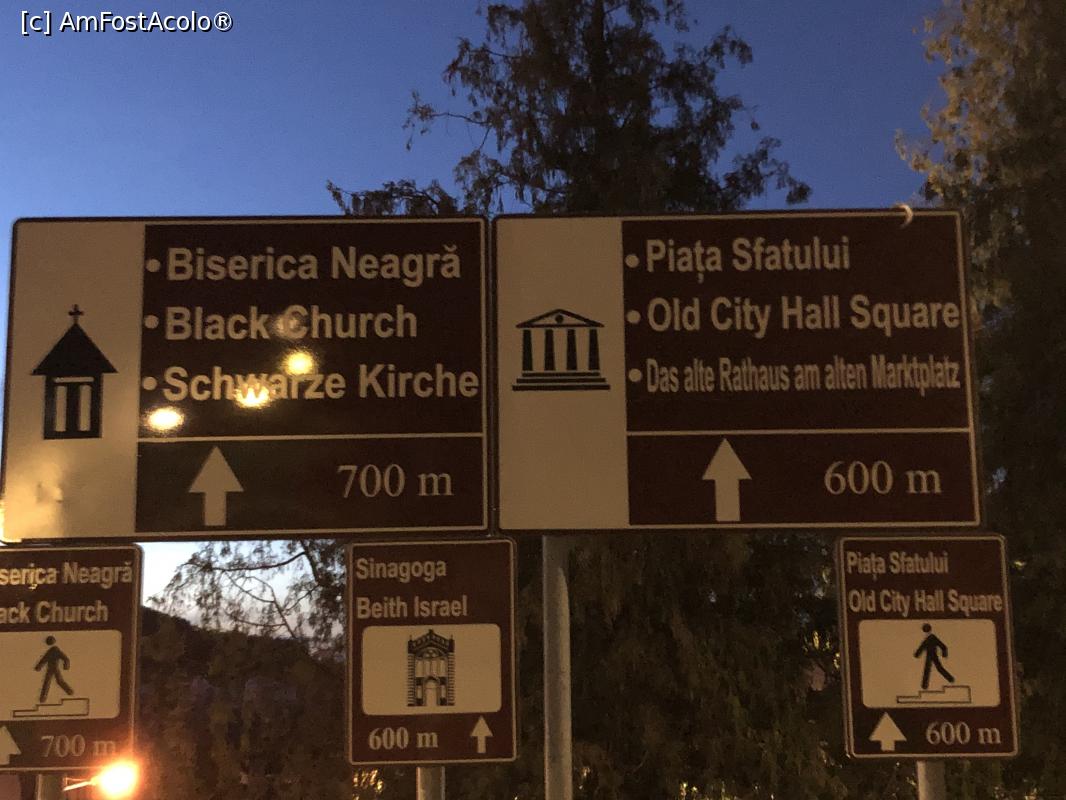 [c] AmFostAcolo®
• Biserica Neagră
• Black Church
• Schwarze Kirche
700 m
• Piața Sfatului
• Old City Hall Square
• Das alte Rathaus am alten Marktplatz
600 m
serica Neagră
ack Church
700 m
Sinagoga
Beith Israel
600 m
Piața Sfatului
Old City Hall Square
600 m